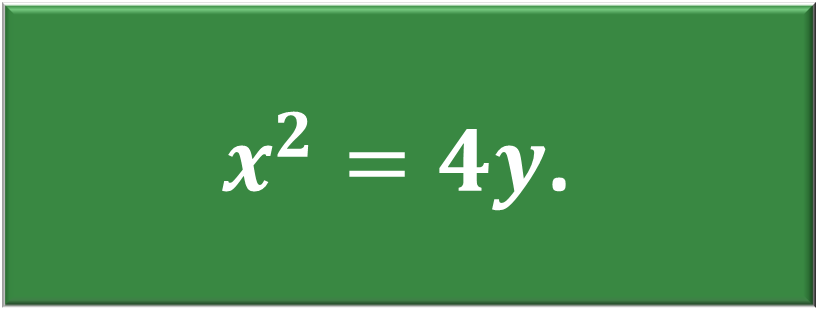 x² = 4y.